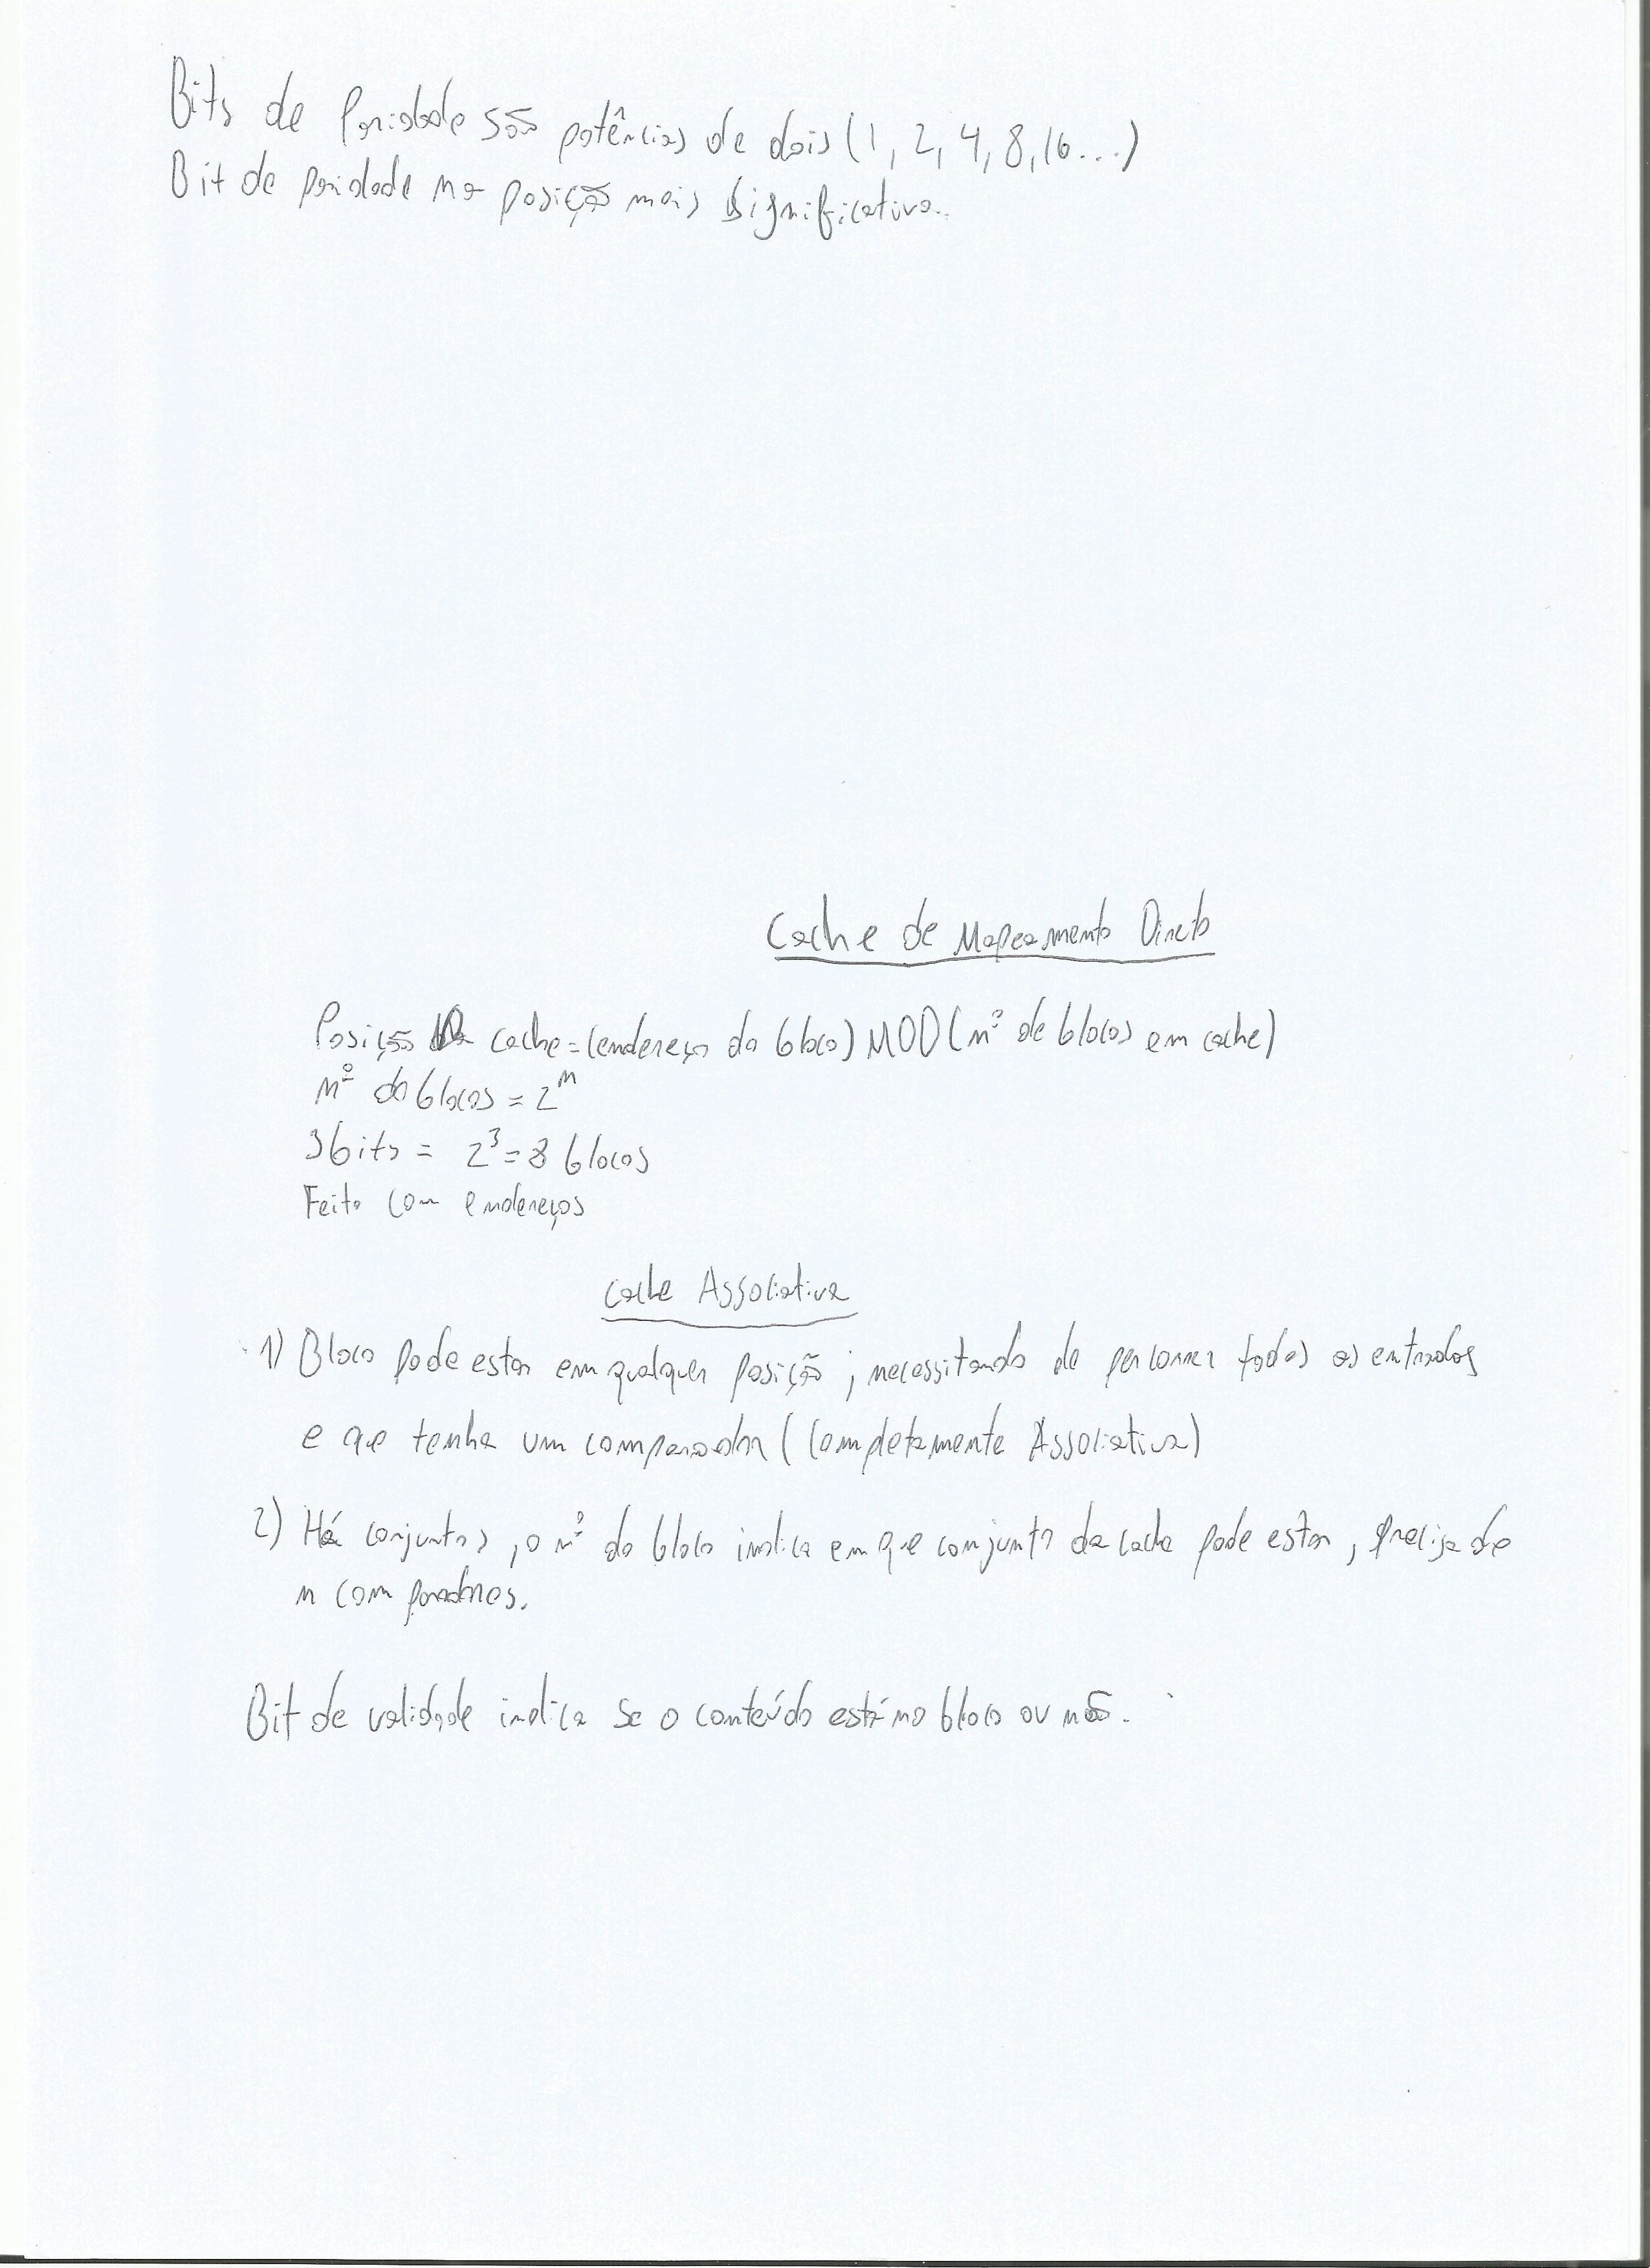 Bits de Paridade são potências de dois (1, 2, 4, 8, 16...)
Bit de paridade na posição mais significativa..
Cache de Mapeamento Direto
Posição na cache = (endereço do bloco) MOD (nº de blocos em cache)
nº do blocos = 2^n
3 bits = 2^3 = 8 blocos
Feito com endereços
Cache Associativa
1) Bloco pode estar em qualquer posição, necessitando de percorrer todas as entradas
e que tenha um comparador (Completamente Associativa)
2) Há conjuntos, o nº do bloco indica em que conjunto da cache pode estar, precisa de
n comparadores.
Bit de validade indica se o conteúdo está no bloco ou não.